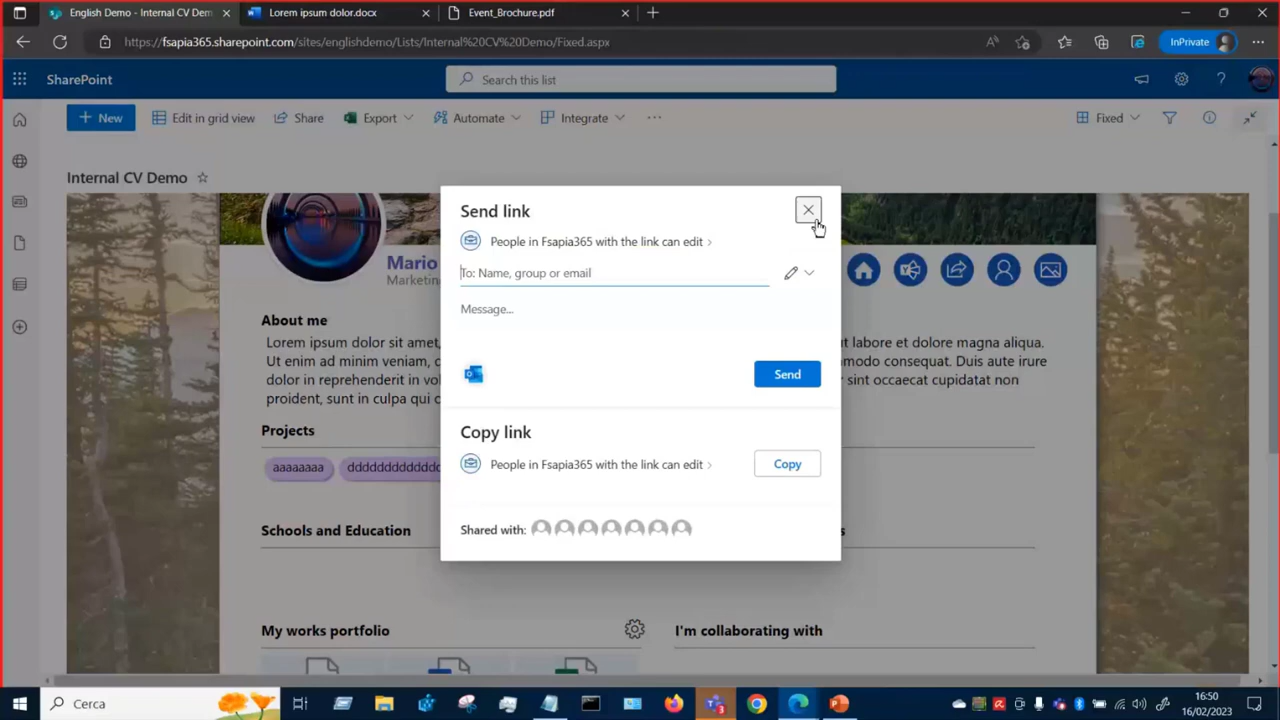 English Demo - Internal CV Dem
Lorem ipsum dolor.docx
Event_Brochure.pdf
https://fsapia365.sharepoint.com/sites/englishdemo/Lists/Internal%20CV%20Demo/Fixed.aspx
InPrivate
SharePoint
Search this list
New
Edit in grid view
Share
Export
Automate
Integrate
Fixed
Internal CV Demo
Send link
People in Fsapia365 with the link can edit
To: Name, group or email
Message...
Send
Copy link
People in Fsapia365 with the link can edit
Copy
Shared with:
Mario
Marketin
About me
Lorem ipsum dolor sit amet, t labore et dolore magna aliqua.
Ut enim ad minim veniam, modo consequat. Duis aute irure
dolor in reprehenderit in vol sint occaecat cupidatat non
proident, sunt in culpa qui
Projects
aaaaaaaa
dddddddddddd
Schools and Education
s
My works portfolio
I'm collaborating with
Cerca
3
16:50
16/02/2023